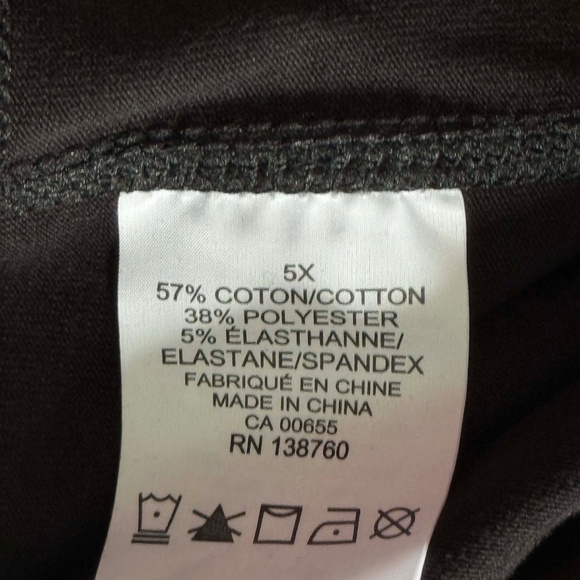 5X
57% COTON/COTTON
38% POLYESTER
5% ÉLASTHANNE/
ELASTANE/SPANDEX
FABRIQUÉ EN CHINE
MADE IN CHINA
CA 00655
RN 138760